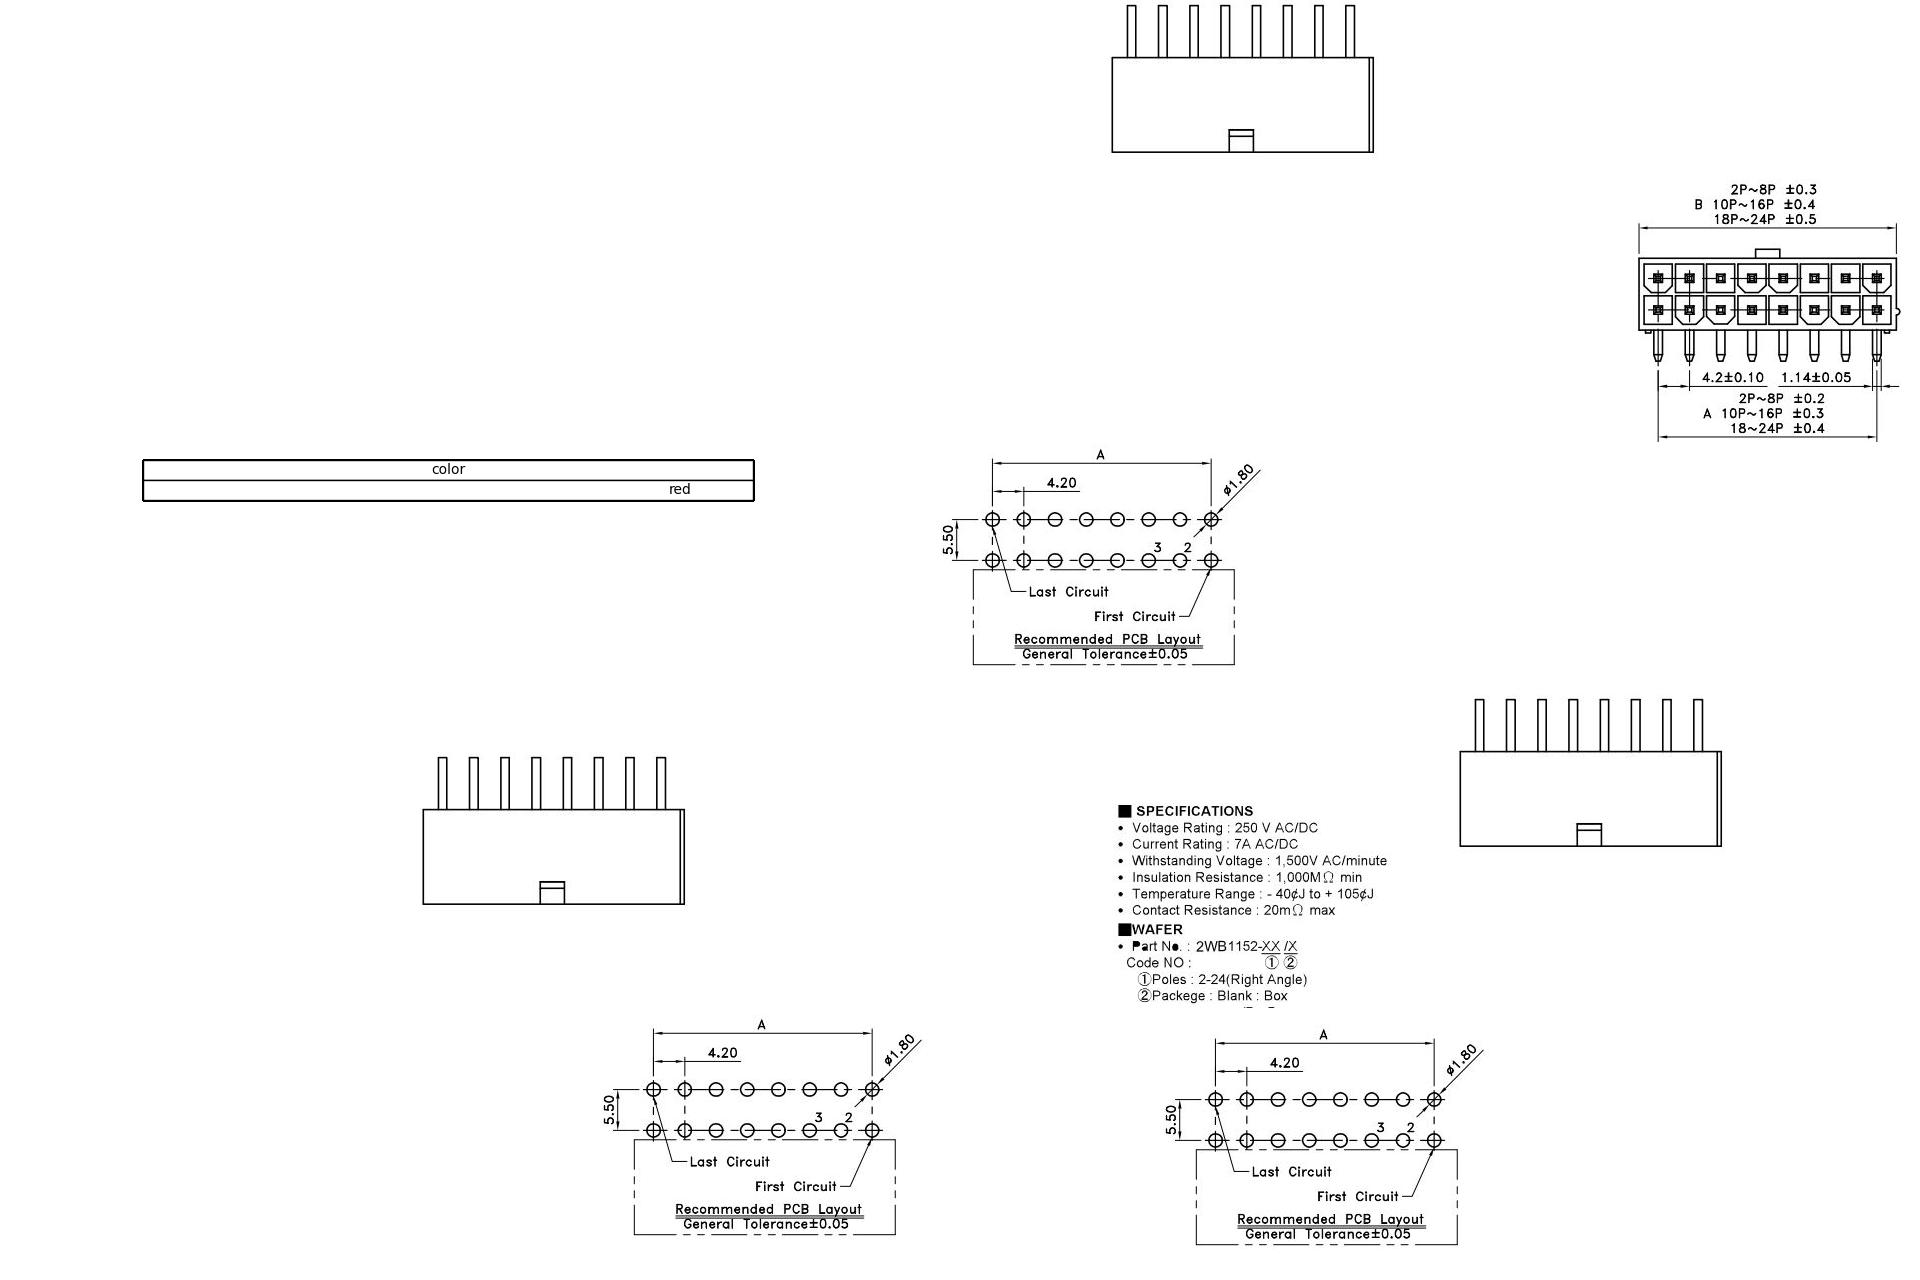 2P~8P ±0.3
B 10P~16P ±0.4
18P~24P ±0.5
4.2±0.10 1.14±0.05
2P~8P ±0.2
A 10P~16P ±0.3
18~24P ±0.4
color
red
A
4.20
ø1.80
5.50
3 2
Last Circuit
First Circuit
Recommended PCB Layout
General Tolerance±0.05
■ SPECIFICATIONS
• Voltage Rating : 250 V AC/DC
• Current Rating : 7A AC/DC
• Withstanding Voltage : 1,500V AC/minute
• Insulation Resistance : 1,000MΩ min
• Temperature Range : - 40¢J to + 105¢J
• Contact Resistance : 20mΩ max
■WAFER
• Part No. : 2WB1152-XX /X
Code NO : ① ②
①Poles : 2-24(Right Angle)
②Packege : Blank : Box
A
4.20
ø1.80
5.50
3 2
Last Circuit
First Circuit
Recommended PCB Layout
General Tolerance±0.05
A
4.20
ø1.80
5.50
3 2
Last Circuit
First Circuit
Recommended PCB Layout
General Tolerance±0.05